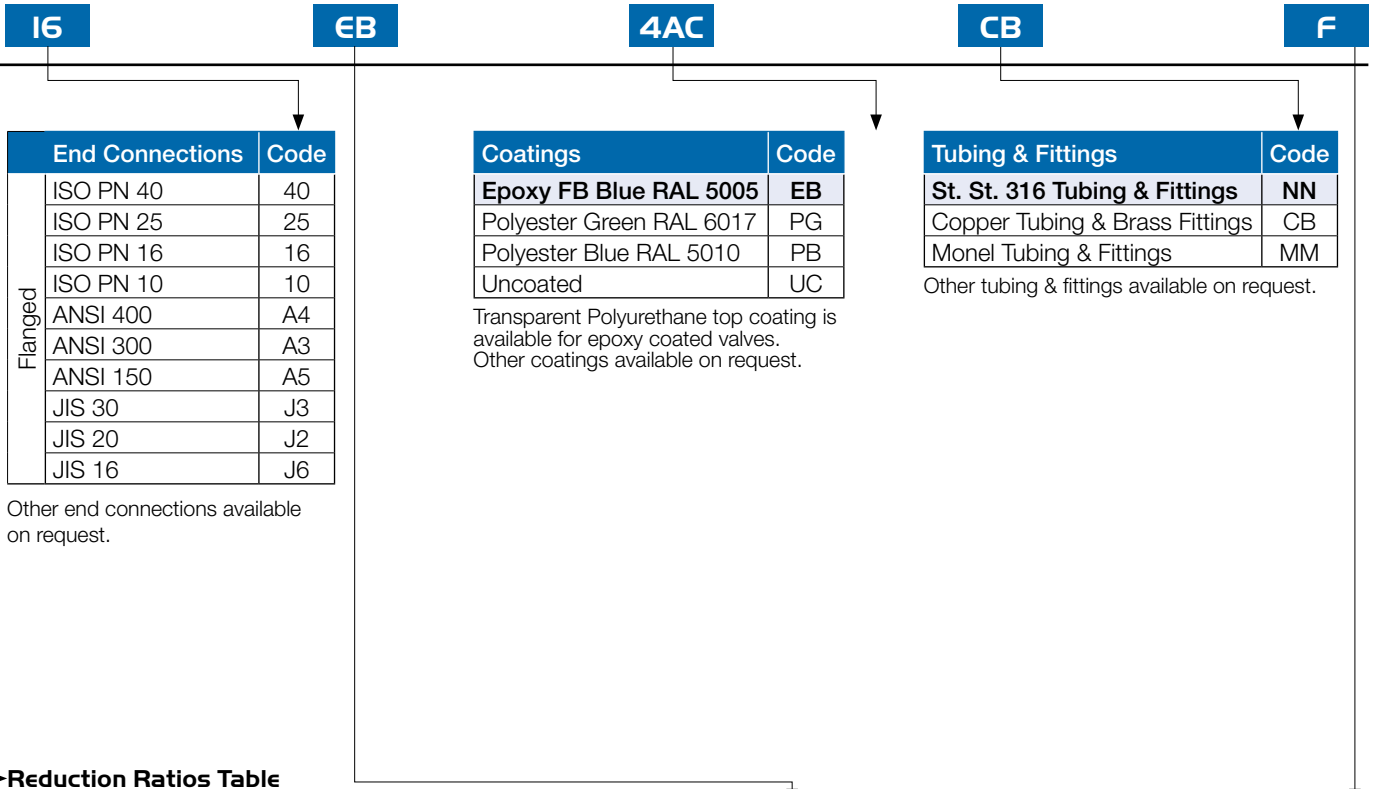 16 EB 4AC CB F
End Connections Code
Flanged
ISO PN 40 40
ISO PN 25 25
ISO PN 16 16
ISO PN 10 10
ANSI 400 A4
ANSI 300 A3
ANSI 150 A5
JIS 30 J3
JIS 20 J2
JIS 16 J6
Other end connections available
on request.
Coatings Code
Epoxy FB Blue RAL 5005 EB
Polyester Green RAL 6017 PG
Polyester Blue RAL 5010 PB
Uncoated UC
Transparent Polyurethane top coating is
available for epoxy coated valves.
Other coatings available on request.
Tubing & Fittings Code
St. St. 316 Tubing & Fittings NN
Copper Tubing & Brass Fittings CB
Monel Tubing & Fittings MM
Other tubing & fittings available on request.
Reduction Ratios Table